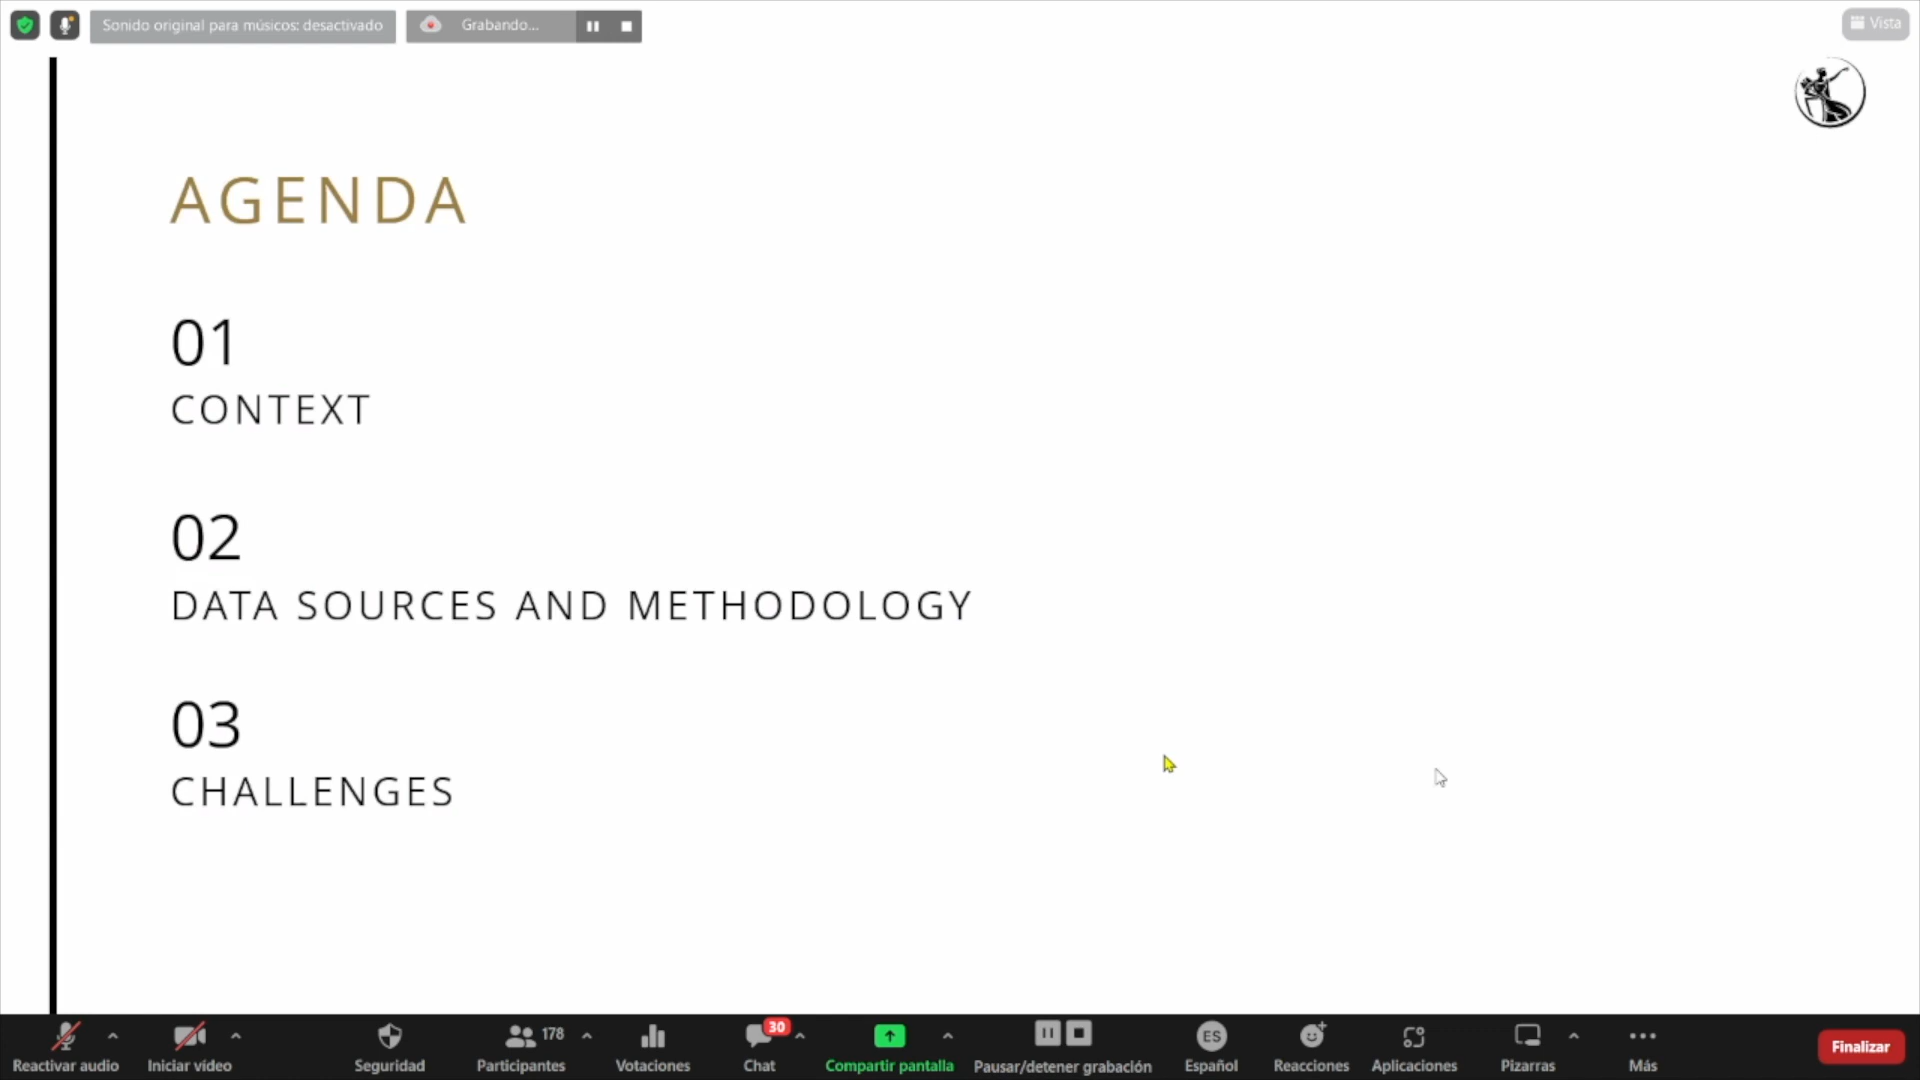 Sonido original para músicos: desactivado
Grabando...
Vista
AGENDA
01
CONTEXT
02
DATA SOURCES AND METHODOLOGY
03
CHALLENGES
Reactivar audio
Iniciar vídeo
Seguridad
178
Participantes
Votaciones
30
Chat
Compartir pantalla
Pausar/detener grabación
ES
Español
Reacciones
Aplicaciones
Pizarras
Más
Finalizar